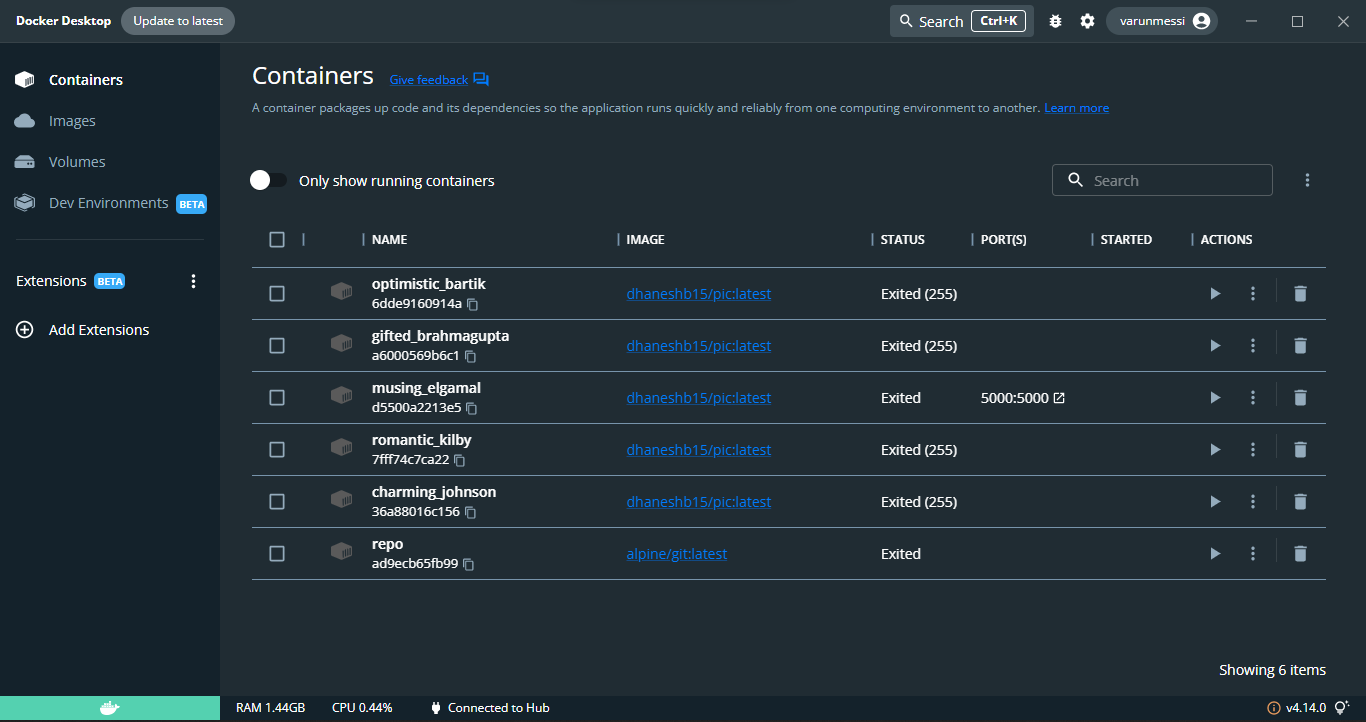 Docker Desktop Update to latest Search Ctrl+K varunmessi
Containers
Images
Volumes
Dev Environments BETA
Extensions BETA
Add Extensions
Containers Give feedback
A container packages up code and its dependencies so the application runs quickly and reliably from one computing environment to another. Learn more
Only show running containers Search
NAME IMAGE STATUS PORT(S) STARTED ACTIONS
optimistic_bartik
6dde9160914a dhaneshb15/pic:latest Exited (255)
gifted_brahmagupta
a6000569b6c1 dhaneshb15/pic:latest Exited (255)
musing_elgamal
d5500a2213e5 dhaneshb15/pic:latest Exited 5000:5000
romantic_kilby
7fff74c7ca22 dhaneshb15/pic:latest Exited (255)
charming_johnson
36a88016c156 dhaneshb15/pic:latest Exited (255)
repo
ad9ecb65fb99 alpine/git:latest Exited
Showing 6 items
RAM 1.44GB CPU 0.44% Connected to Hub v4.14.0